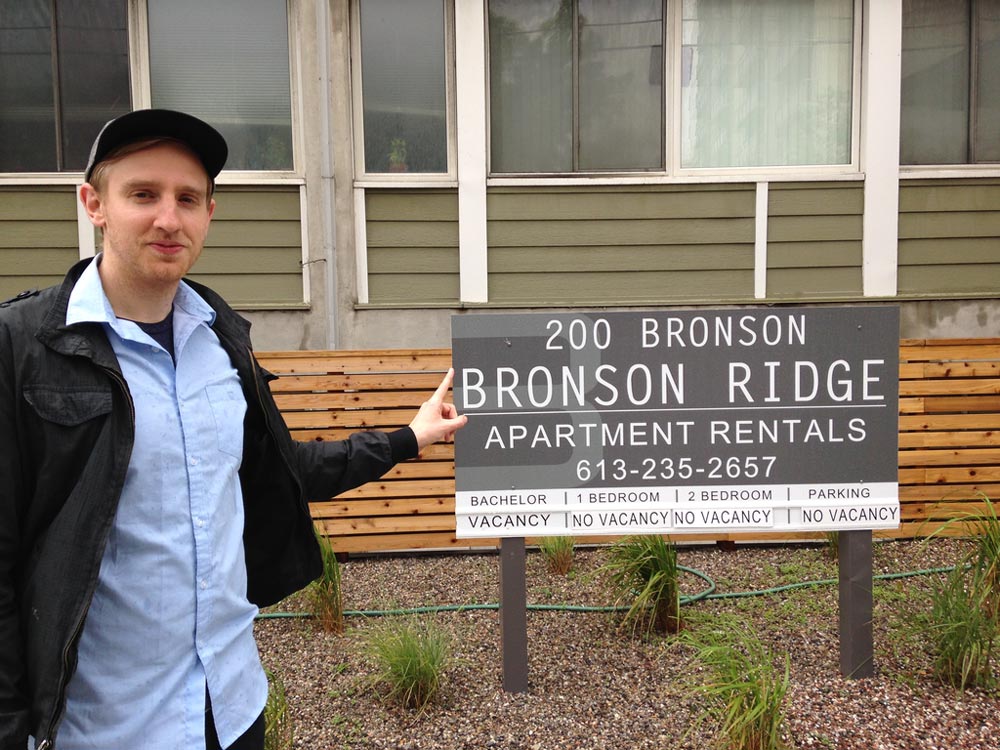 200 BRONSON
BRONSON RIDGE
APARTMENT RENTALS
613-235-2657
BACHELOR | 1 BEDROOM | 2 BEDROOM | PARKING
VACANCY | NO VACANCY NO VACANCY | NO VACANCY